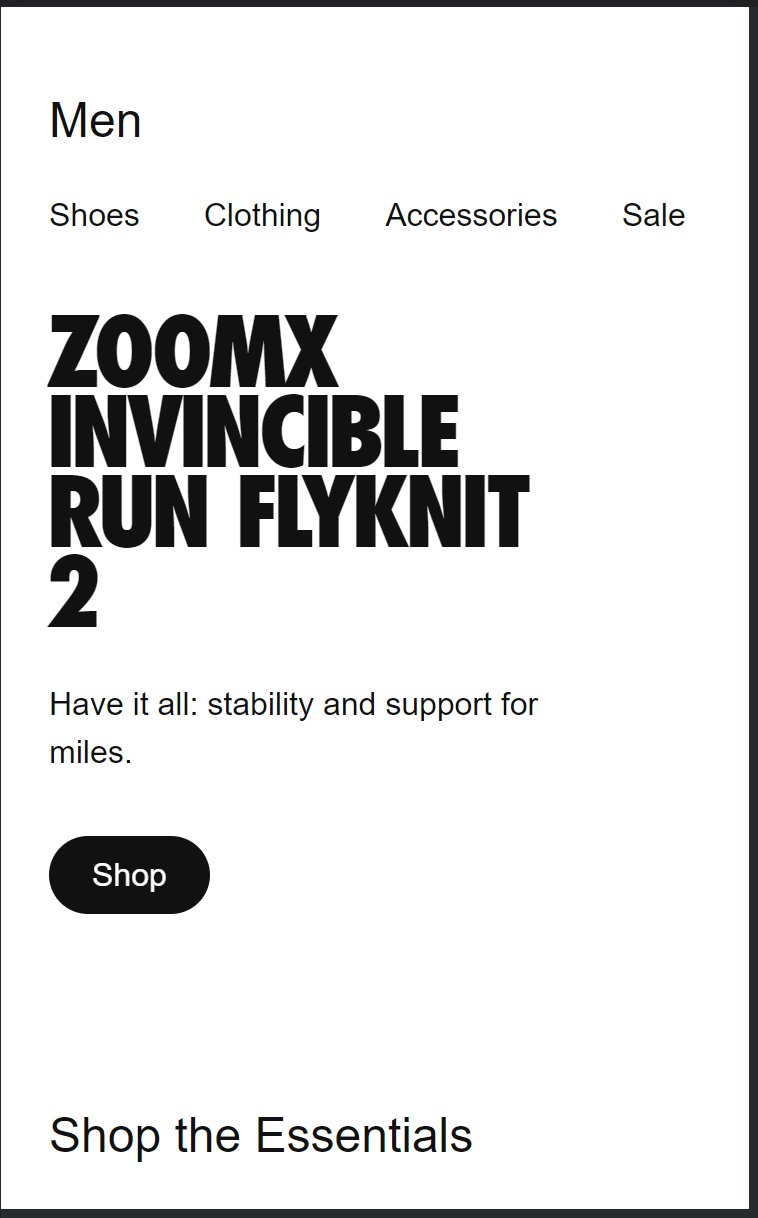 Men
Shoes Clothing Accessories Sale
ZOOMX
INVINCIBLE
RUN FLYKNIT
2
Have it all: stability and support for
miles.
Shop
Shop the Essentials